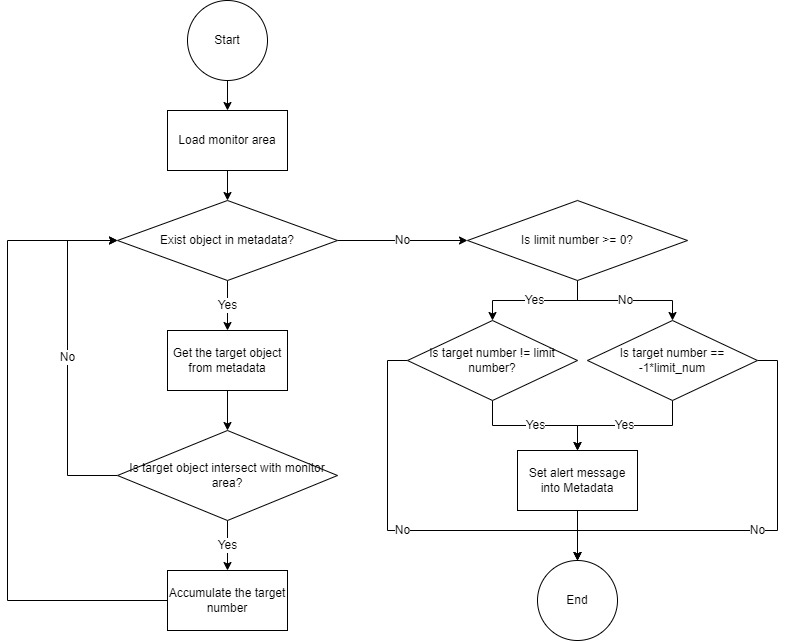 Start
Load monitor area
Exist object in metadata?
No
Is limit number >= 0?
Yes
Yes
No
Get the target object
from metadata
Is target number != limit
number?
Is target number ==
-1*limit_num
No
Is target object intersect with monitor
area?
Yes
Yes
Set alert message
into Metadata
No
No
Yes
Accumulate the target
number
End